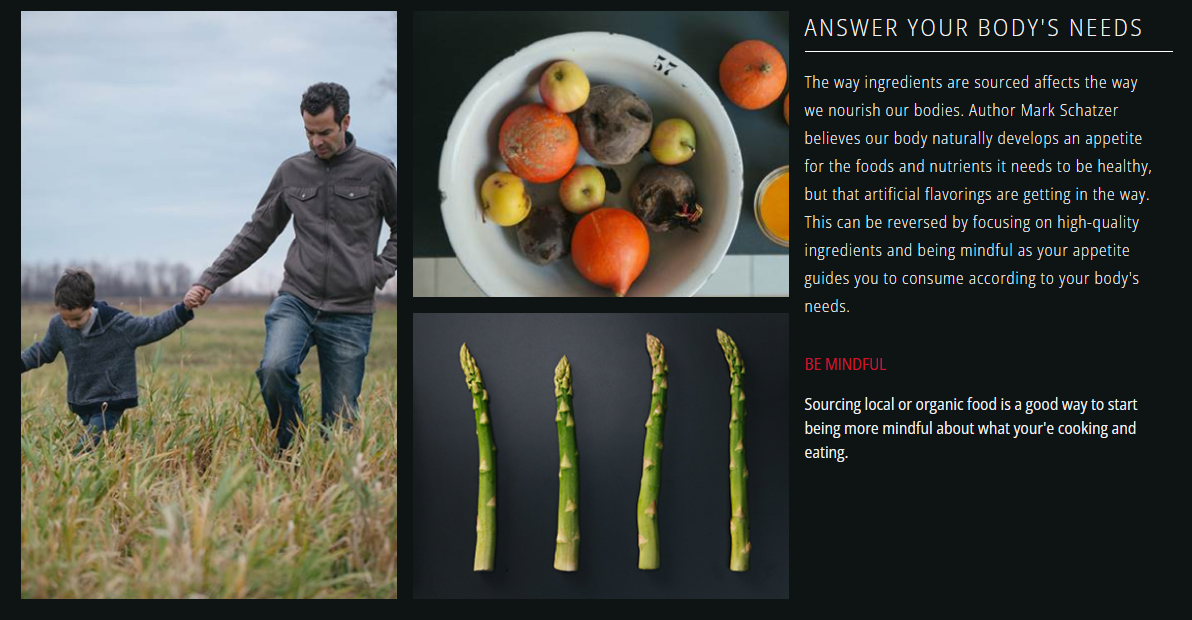 57
ANSWER YOUR BODY'S NEEDS
The way ingredients are sourced affects the way
we nourish our bodies. Author Mark Schatzer
believes our body naturally develops an appetite
for the foods and nutrients it needs to be healthy,
but that artificial flavorings are getting in the way.
This can be reversed by focusing on high-quality
ingredients and being mindful as your appetite
guides you to consume according to your body's
needs.
BE MINDFUL
Sourcing local or organic food is a good way to start
being more mindful about what your'e cooking and
eating.